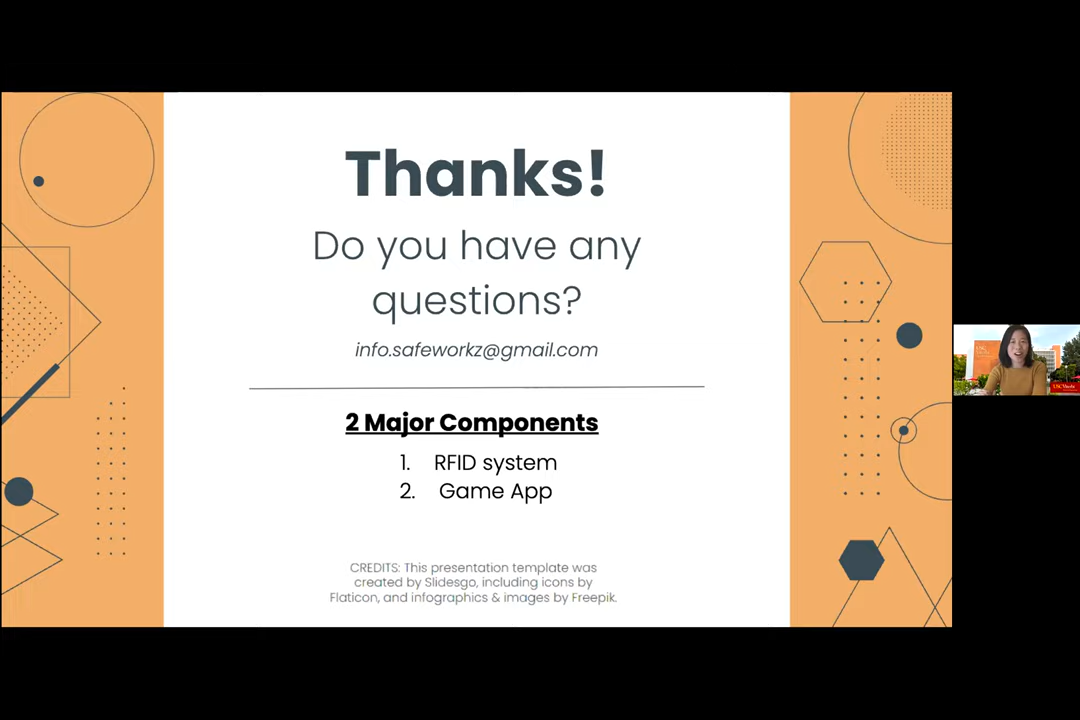 Thanks!
Do you have any
questions?
info.safeworkz@gmail.com
2 Major Components
1. RFID system
2. Game App
CREDITS: This presentation template was
created by Slidesgo, including icons by
Flaticon, and infographics & images by Freepik.